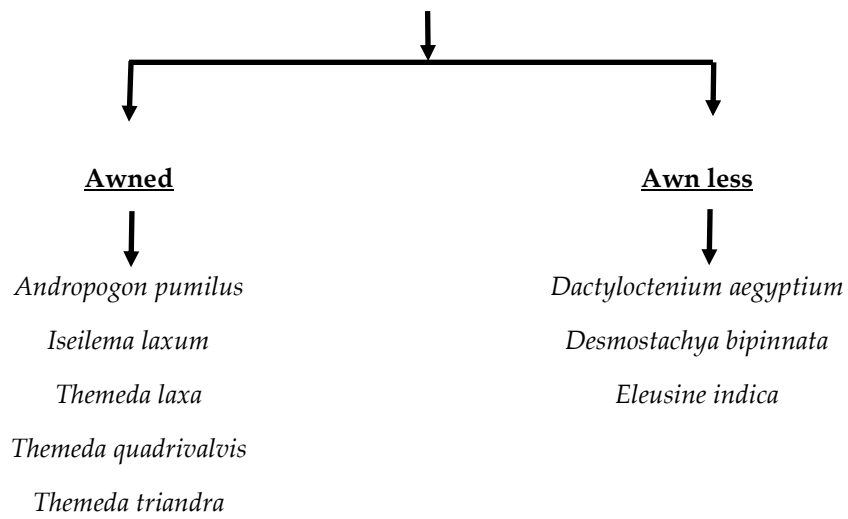 Awned
Andropogon pumilus
Iseilema laxum
Themeda laxa
Themeda quadrivalvis
Themeda triandra
Awn less
Dactyloctenium aegyptium
Desmostachya bipinnata
Eleusine indica